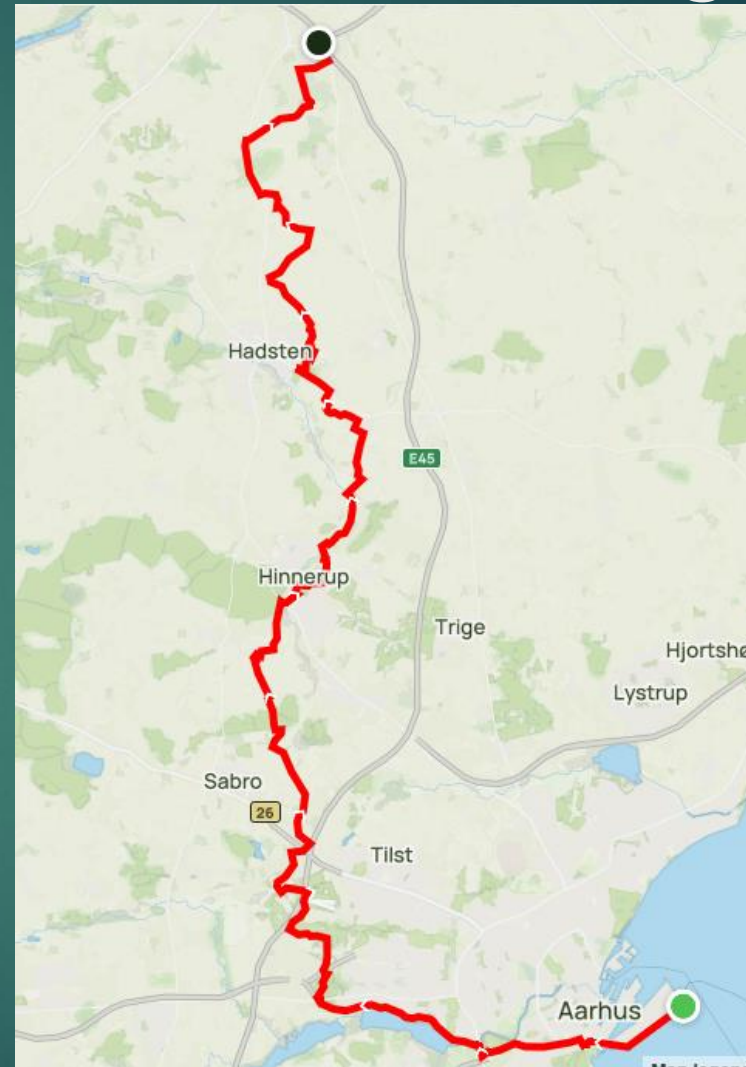 Hadsten
E45
Hinnerup
Trige
Hjortshø
Lystrup
Sabro
26
Tilst
Aarhus